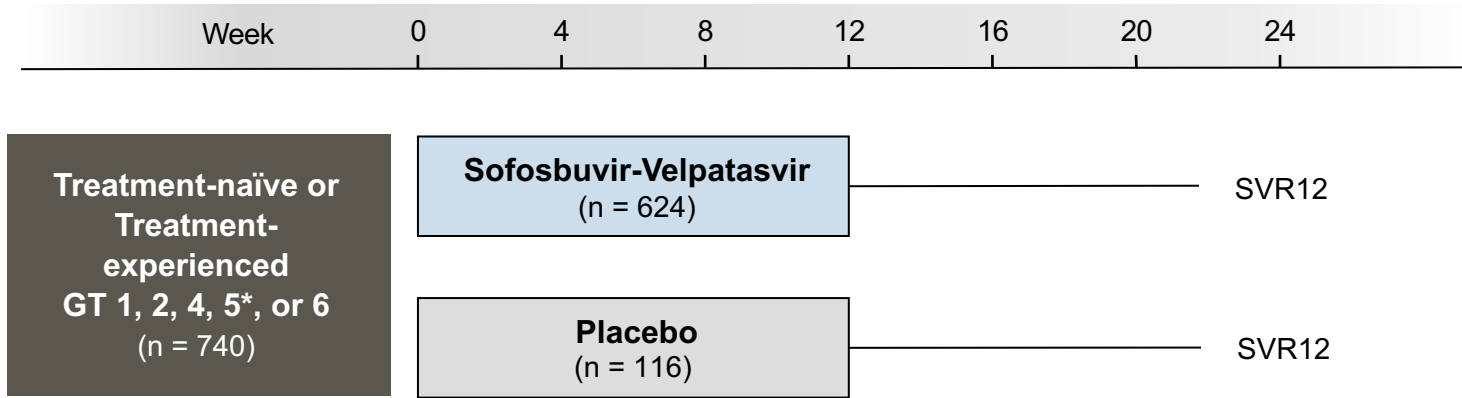 Week 0 4 8 12 16 20 24
Treatment-naïve or
Treatment-
experienced
GT 1, 2, 4, 5*, or 6
(n = 740)
Sofosbuvir-Velpatasvir
(n = 624)
SVR12
Placebo
(n = 116)
SVR12